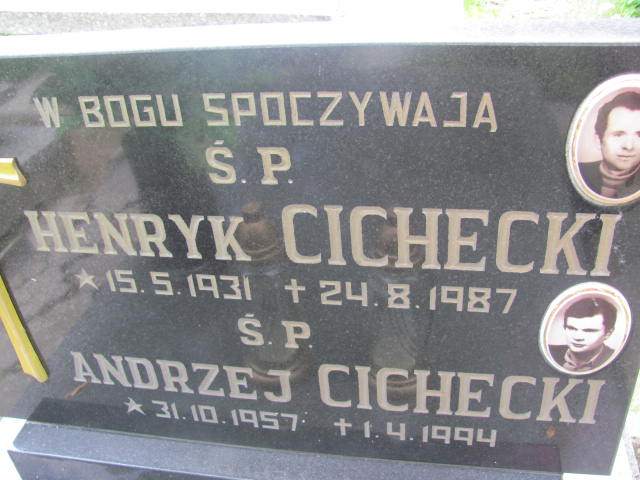 W BOGU SPOCZYWAJĄ
Ś. P.
HENRYK CICHECKI
★ 15. 5. 1931 ✝ 24. 8. 1987
Ś. P.
ANDRZEJ CICHECKI
★ 31. 10. 1957 ✝ 1. 4. 1994